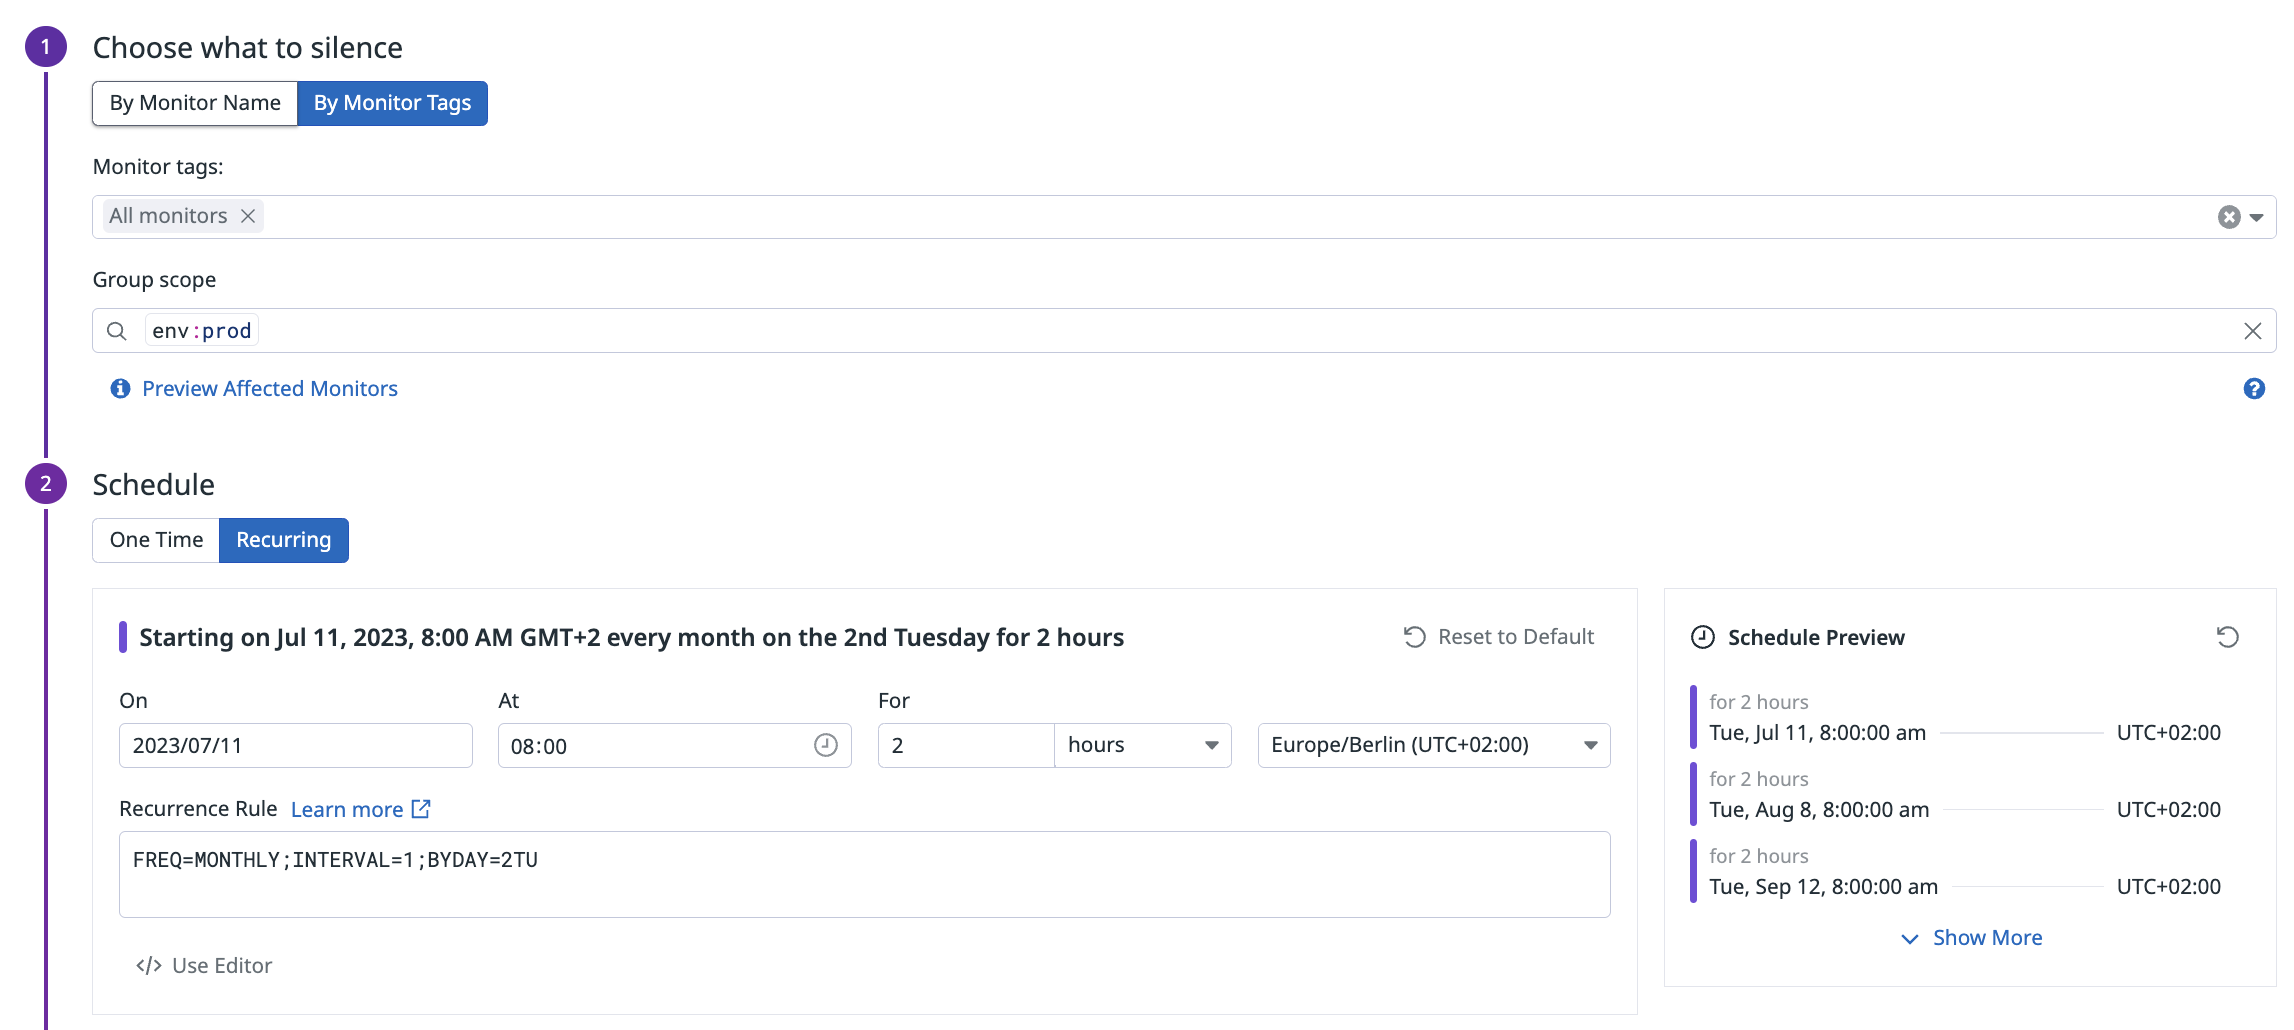 1
Choose what to silence
By Monitor Name By Monitor Tags
Monitor tags:
All monitors
Group scope
env:prod
Preview Affected Monitors
2
Schedule
One Time Recurring
Starting on Jul 11, 2023, 8:00 AM GMT+2 every month on the 2nd Tuesday for 2 hours
Reset to Default
On At For
2023/07/11 08:00 2 hours Europe/Berlin (UTC+02:00)
Recurrence Rule Learn more
FREQ=MONTHLY;INTERVAL=1;BYDAY=2TU
</> Use Editor
Schedule Preview
for 2 hours
Tue, Jul 11, 8:00:00 am UTC+02:00
for 2 hours
Tue, Aug 8, 8:00:00 am UTC+02:00
for 2 hours
Tue, Sep 12, 8:00:00 am UTC+02:00
Show More